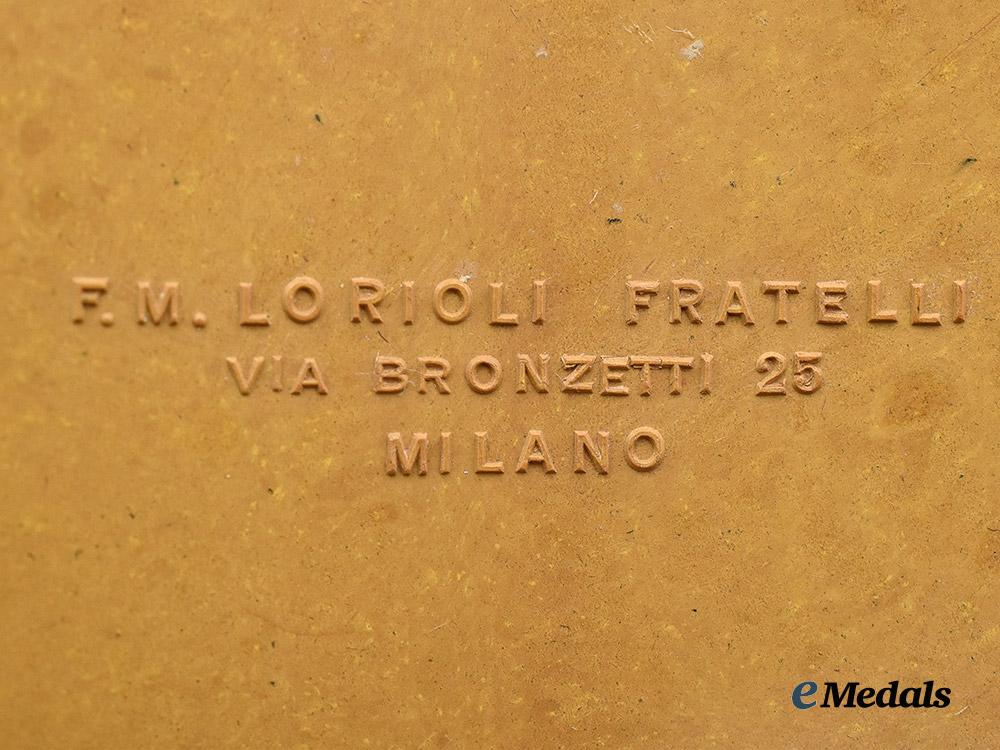 F.M. LORIOLI FRATELLI
VIA BRONZETTI 25
MILANO
eMedals